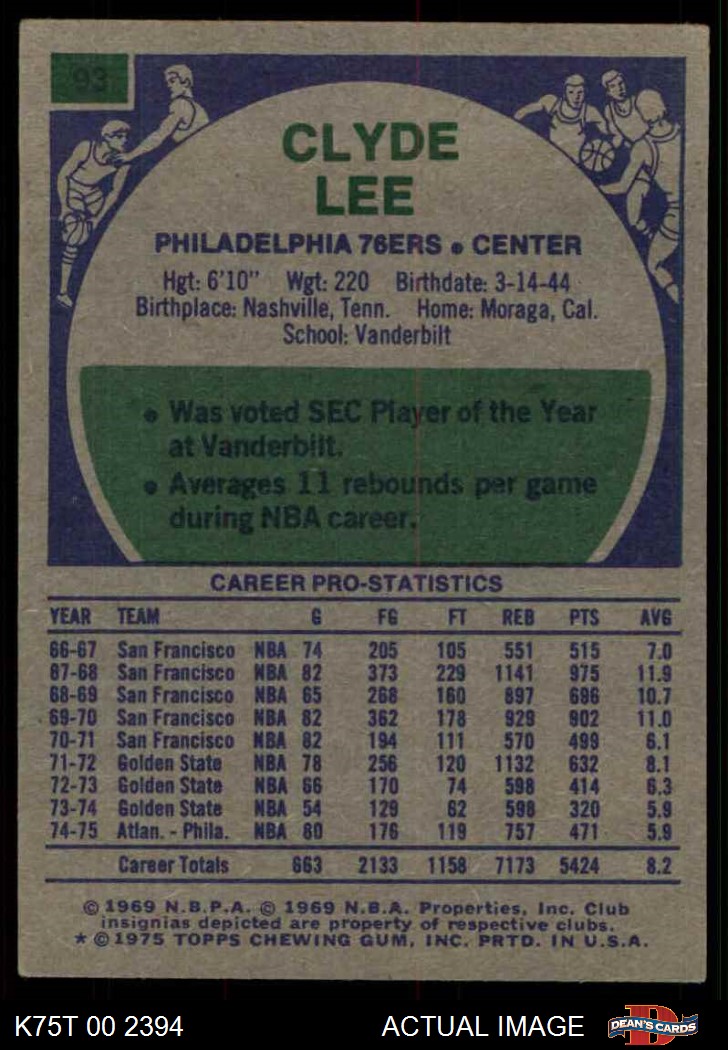 93
CLYDE
LEE
PHILADELPHIA 76ERS • CENTER
Hgt: 6'10" Wgt: 220 Birthdate: 3-14-44
Birthplace: Nashville, Tenn. Home: Moraga, Cal.
School: Vanderbilt
• Was voted SEC Player of the Year
at Vanderbilt.
• Averages 11 rebounds per game
during NBA career.
CAREER PRO-STATISTICS
YEAR TEAM G FG FT REB PTS AVG
66-67 San Francisco NBA 74 205 105 551 515 7.0
67-68 San Francisco NBA 82 373 229 1141 975 11.9
68-69 San Francisco NBA 65 268 160 897 696 10.7
69-70 San Francisco NBA 82 362 178 929 902 11.0
70-71 San Francisco NBA 82 194 111 570 499 6.1
71-72 Golden State NBA 78 256 120 1132 632 8.1
72-73 Golden State NBA 66 170 74 598 414 6.3
73-74 Golden State NBA 54 129 62 598 320 5.9
74-75 Atlan. - Phila. NBA 80 176 119 757 471 5.9
Career Totals 663 2133 1158 7173 5424 8.2
© 1969 N.B.P.A. © 1969 N.B.A. Properties, Inc. Club
insignias depicted are property of respective clubs.
* © 1975 TOPPS CHEWING GUM, INC. PRTD. IN U.S.A.
K75T 00 2394 ACTUAL IMAGE D DEAN'S CARDS